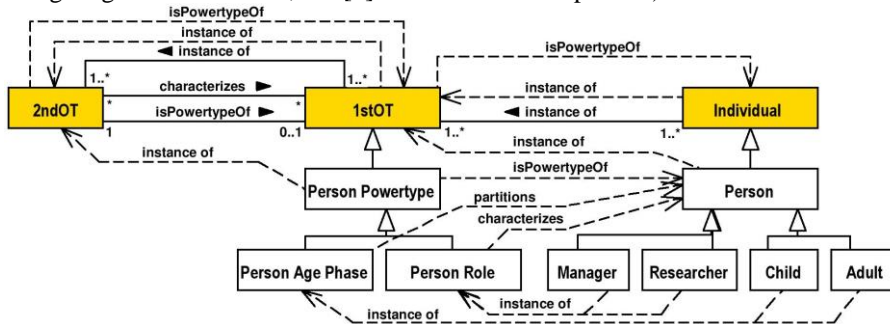 isPowertypeOf
instance of
◄ instance of
isPowertypeOf
1..*
1..*
characterizes ►
instance of
2ndOT
*
*
1stOT
◄ instance of
Individual
isPowertypeOf ►
1
0..1
1..*
1..*
instance of
instance of
isPowertypeOf
Person Powertype
partitions
Person
characterizes
Person Age Phase
Person Role
Manager
Researcher
Child
Adult
instance of
instance of